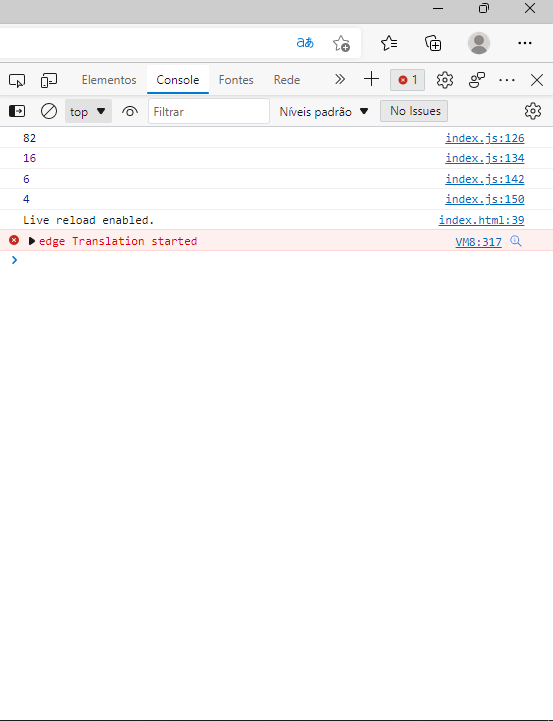 aあ
Elementos Console Fontes Rede 1
top Filtrar Níveis padrão No Issues
82 index.js:126
16 index.js:134
6 index.js:142
4 index.js:150
Live reload enabled. index.html:39
edge Translation started VM8:317